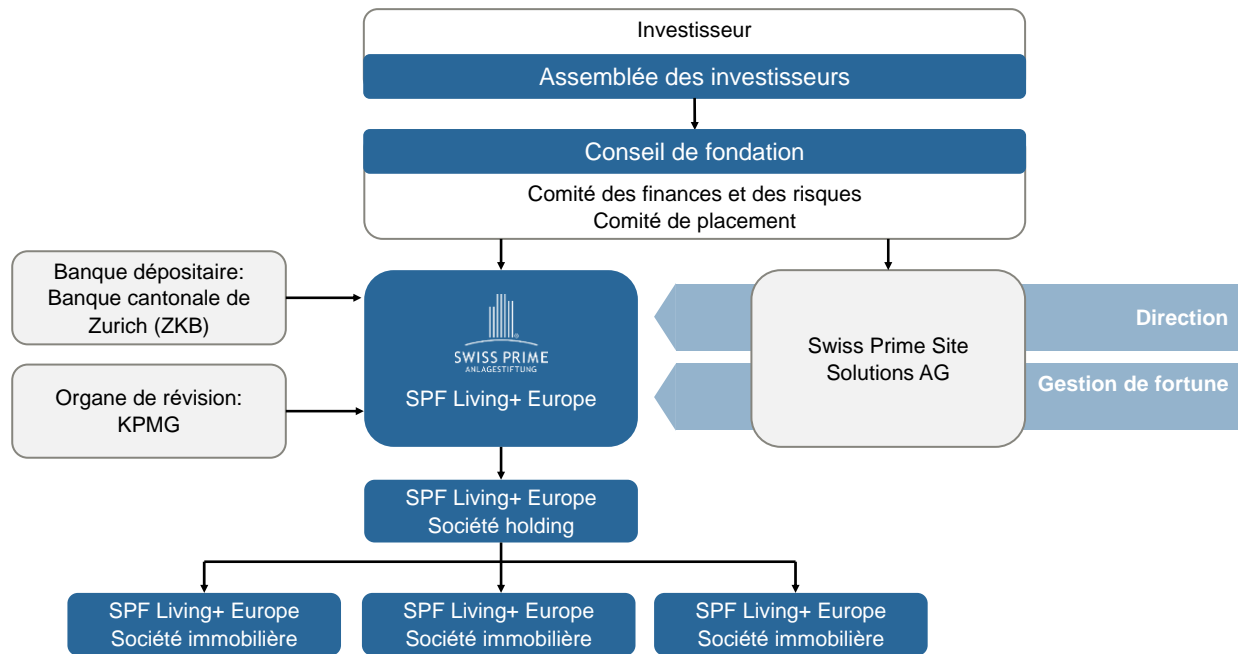 Investisseur
Assemblée des investisseurs
Conseil de fondation
Comité des finances et des risques
Comité de placement
Banque dépositaire:
Banque cantonale de
Zurich (ZKB)
Organe de révision:
KPMG
SWISS PRIME
ANLAGESTIFTUNG
SPF Living+ Europe
Swiss Prime Site
Solutions AG
Direction
Gestion de fortune
SPF Living+ Europe
Société holding
SPF Living+ Europe
Société immobilière
SPF Living+ Europe
Société immobilière
SPF Living+ Europe
Société immobilière